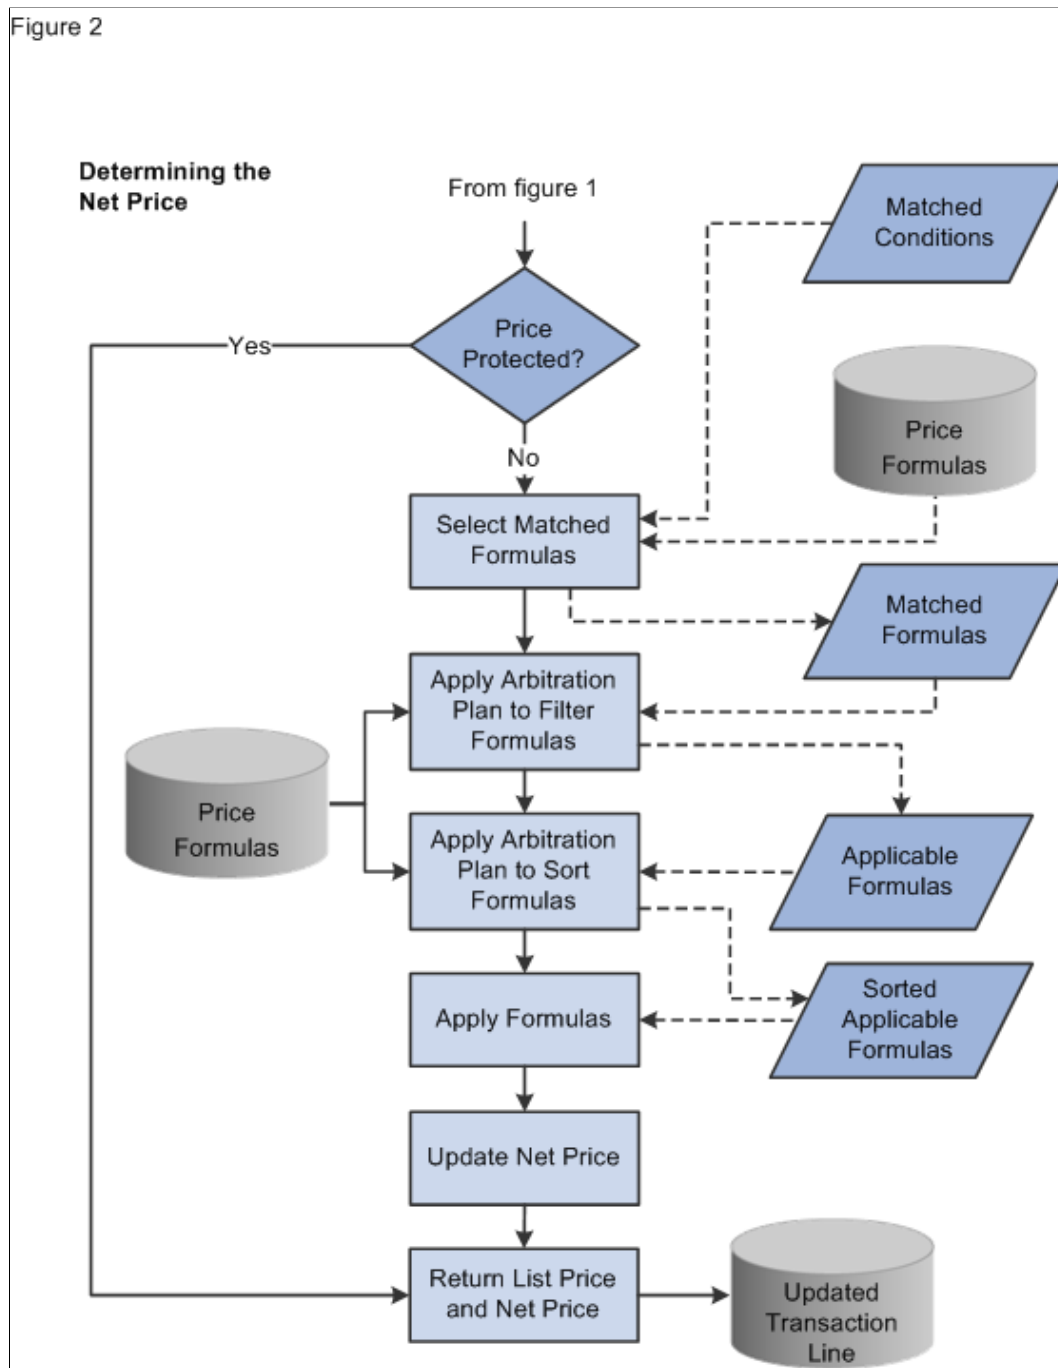 Figure 2
Determining the
Net Price
From figure 1
Matched
Conditions
Price
Protected?
Yes
No
Price
Formulas
Select Matched
Formulas
Matched
Formulas
Apply Arbitration
Plan to Filter
Formulas
Price
Formulas
Apply Arbitration
Plan to Sort
Formulas
Applicable
Formulas
Sorted
Applicable
Formulas
Apply Formulas
Update Net Price
Return List Price
and Net Price
Updated
Transaction
Line